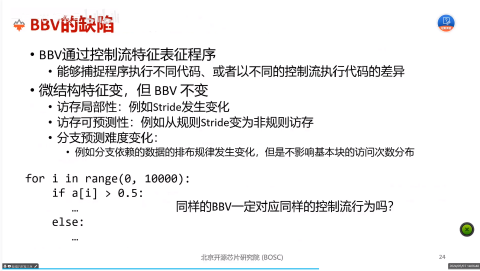 BBV的缺陷
• BBV通过控制流特征表征程序
• 能够捕捉程序执行不同代码、或者以不同的控制流执行代码的差异
• 微结构特征变，但 BBV 不变
• 访存局部性：例如Stride发生变化
• 访存可预测性：例如从规则Stride变为非规则访存
• 分支预测难度变化：
• 例如分支依赖的数据的排布规律发生变化，但是不影响基本块的访问次数分布
for i in range(0, 10000):
if a[i] > 0.5:
…
else:
…
同样的BBV一定对应同样的控制流行为吗？
北京开源芯片研究院 (BOSC)
24